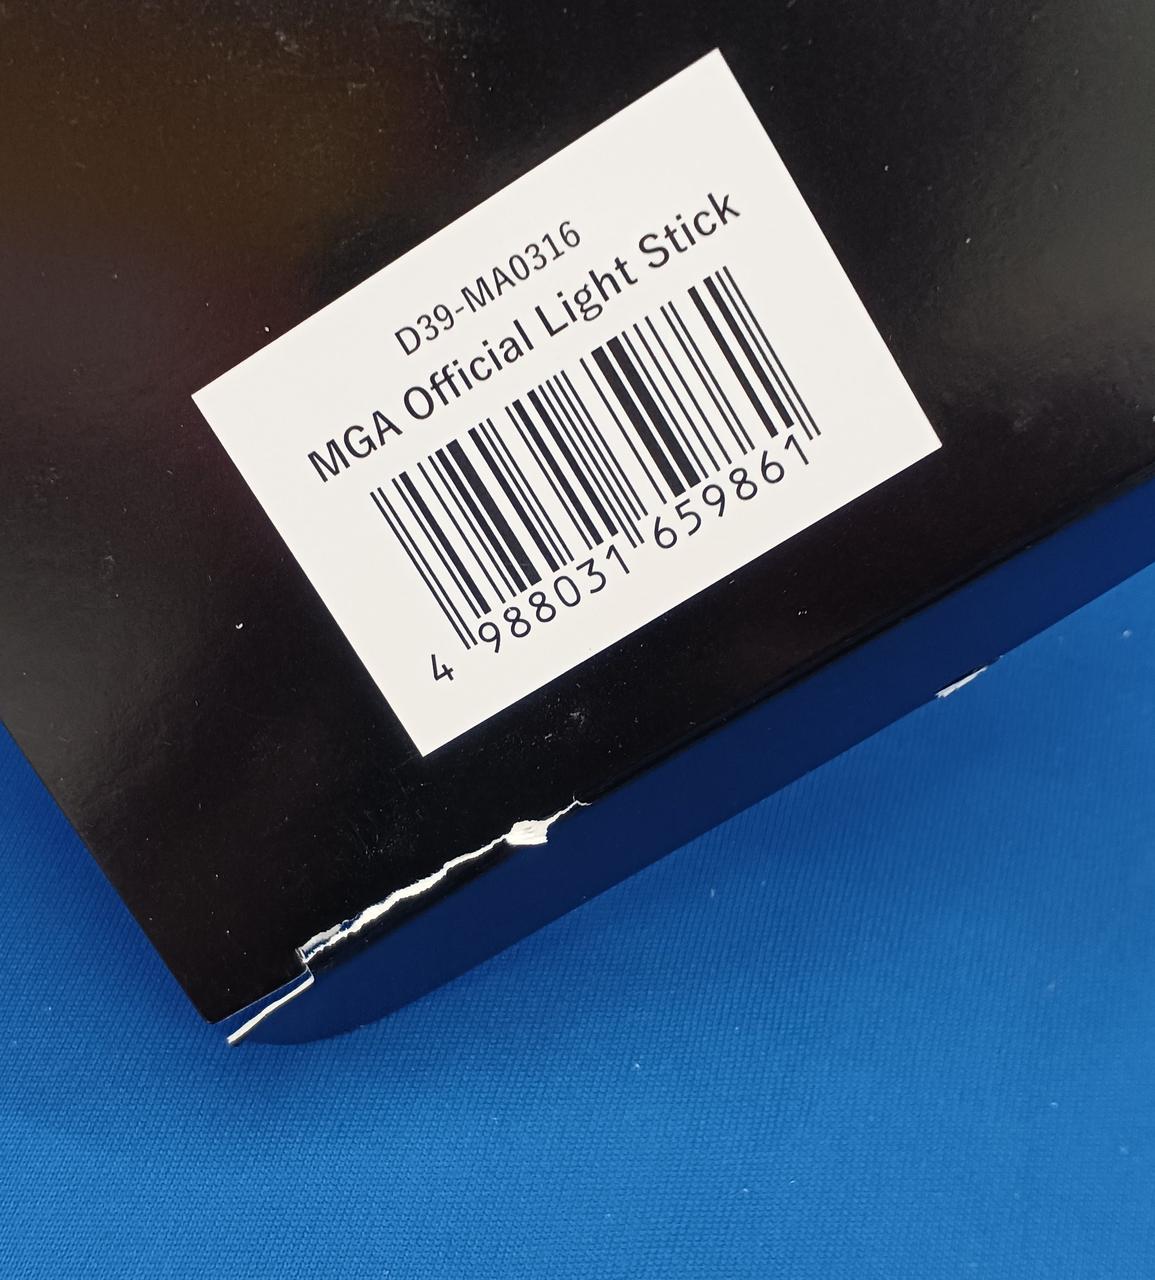 D39-MA0316
MGA Official Light Stick
4 988031 659861